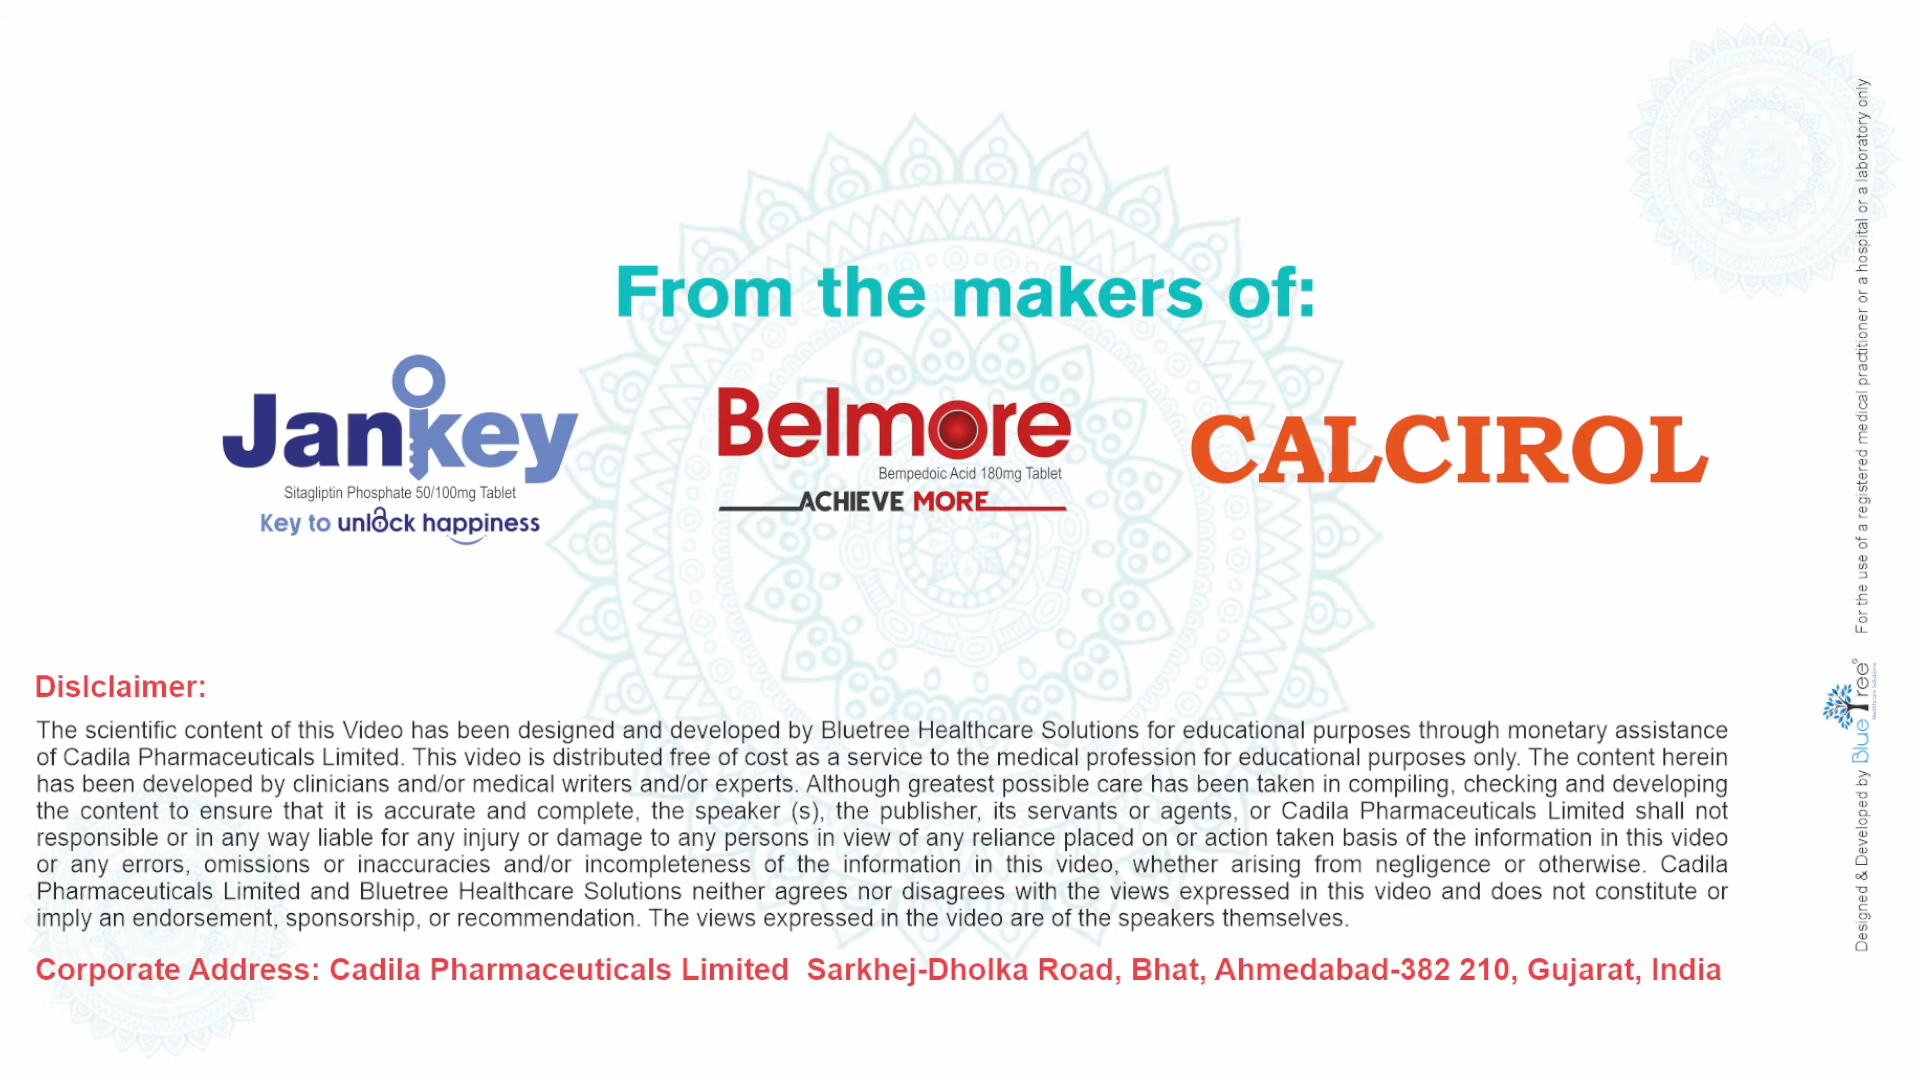 From the makers of:
Jankey
Sitagliptin Phosphate 50/100mg Tablet
Key to unlock happiness
Belmore
Bempedoic Acid 180mg Tablet
ACHIEVE MORE
CALCIROL
Dislclaimer:
The scientific content of this Video has been designed and developed by Bluetree Healthcare Solutions for educational purposes through monetary assistance
of Cadila Pharmaceuticals Limited. This video is distributed free of cost as a service to the medical profession for educational purposes only. The content herein
has been developed by clinicians and/or medical writers and/or experts. Although greatest possible care has been taken in compiling, checking and developing
the content to ensure that it is accurate and complete, the speaker (s), the publisher, its servants or agents, or Cadila Pharmaceuticals Limited shall not
responsible or in any way liable for any injury or damage to any persons in view of any reliance placed on or action taken basis of the information in this video
or any errors, omissions or inaccuracies and/or incompleteness of the information in this video, whether arising from negligence or otherwise. Cadila
Pharmaceuticals Limited and Bluetree Healthcare Solutions neither agrees nor disagrees with the views expressed in this video and does not constitute or
imply an endorsement, sponsorship, or recommendation. The views expressed in the video are of the speakers themselves.
Corporate Address: Cadila Pharmaceuticals Limited Sarkhej-Dholka Road, Bhat, Ahmedabad-382 210, Gujarat, India
Designed & Developed by Blue Tree® Healthcare Solutions
For the use of a registered medical practitioner or a hospital or a laboratory only